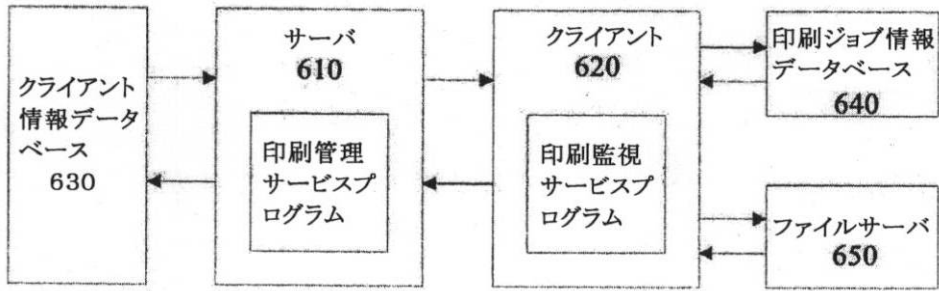 クライアント
情報データ
ベース
630
サーバ
610
印刷管理
サービスプ
ログラム
クライアント
620
印刷監視
サービスプ
ログラム
印刷ジョブ情報
データベース
640
ファイルサーバ
650